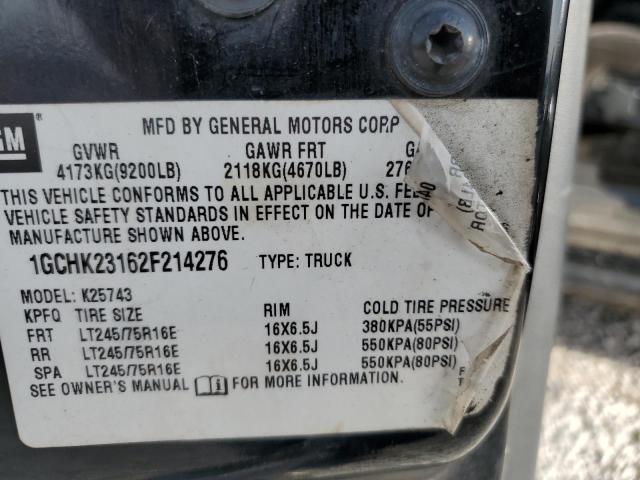 GM ®
MFD BY GENERAL MOTORS CORP
GVWR GAWR FRT
4173KG(9200LB) 2118KG(4670LB)
THIS VEHICLE CONFORMS TO ALL APPLICABLE U.S.
VEHICLE SAFETY STANDARDS IN EFFECT ON THE DATE OF
MANUFACTURE SHOWN ABOVE.
1GCHK23162F214276 TYPE: TRUCK
MODEL: K25743
KPFQ TIRE SIZE RIM COLD TIRE PRESSURE
FRT LT245/75R16E 16X6.5J 380KPA(55PSI)
RR LT245/75R16E 16X6.5J 550KPA(80PSI)
SPA LT245/75R16E 16X6.5J 550KPA(80PSI)
SEE OWNER'S MANUAL FOR MORE INFORMATION.